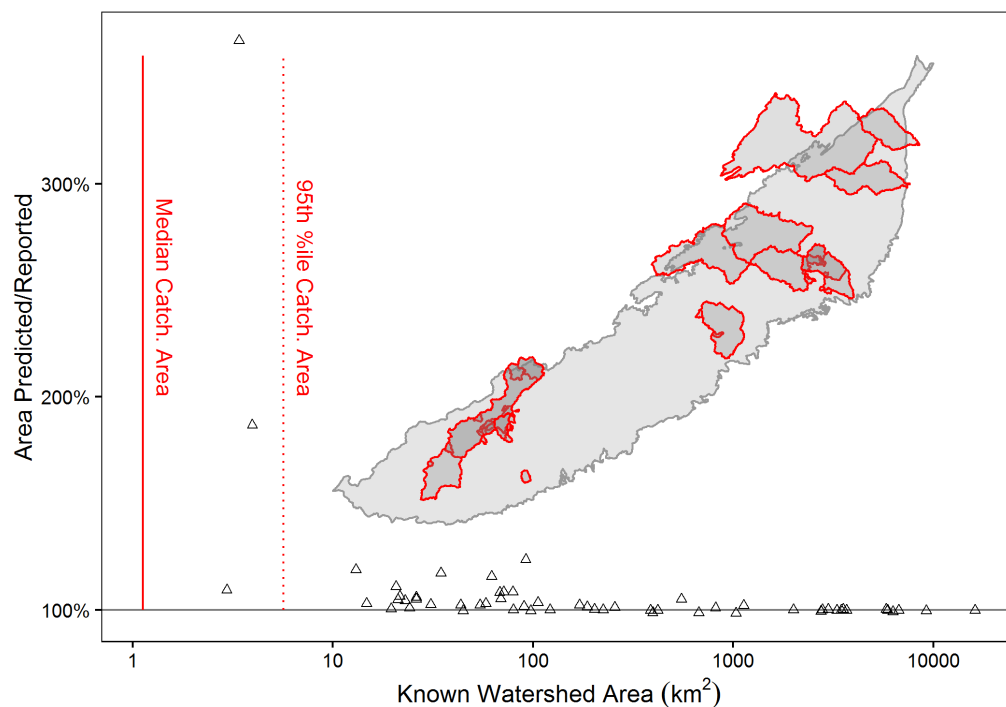 300%
200%
100%
Area Predicted/Reported
Median Catch. Area
95th %ile Catch. Area
1 10 100 1000 10000
Known Watershed Area (km²)